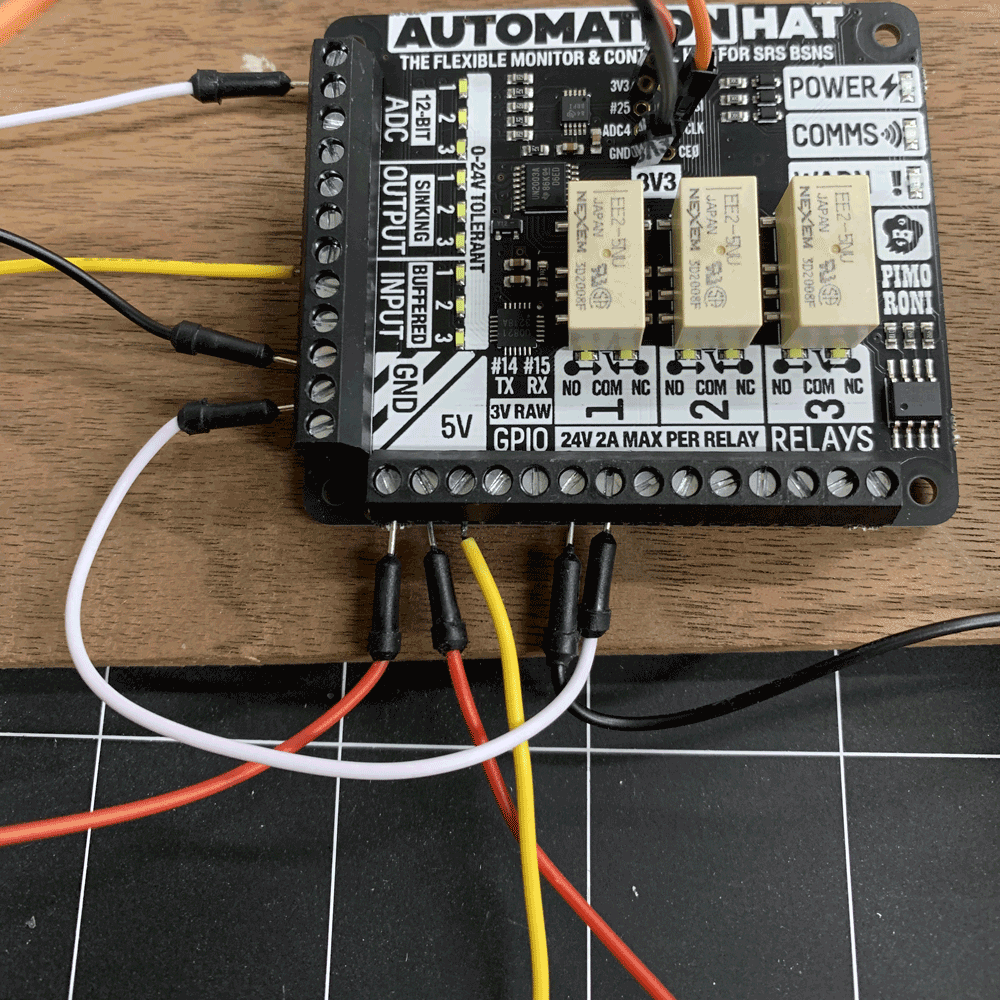 AUTOMATION HAT
THE FLEXIBLE MONITOR & CONT FOR SRS BSNS
POWER
COMMS
3V3
#25
ADC4
GND
CLK
CE0
3V3
12-BIT
ADC
1
2
3
SINKING
OUTPUT
1
2
3
BUFFERED
INPUT
1
2
3
0-24V TOLERANT
GND
5V
#14 #15
TX RX
3V RAW
GPIO
EE2-5NU
JAPAN
NEXEM
EE2-5NU
JAPAN
NEXEM
EE2-5NU
JAPAN
NEXEM
PIMO
RONI
NO COM NC
1
NO COM NC
2
NO COM NC
3
24V 2A MAX PER RELAY
RELAYS